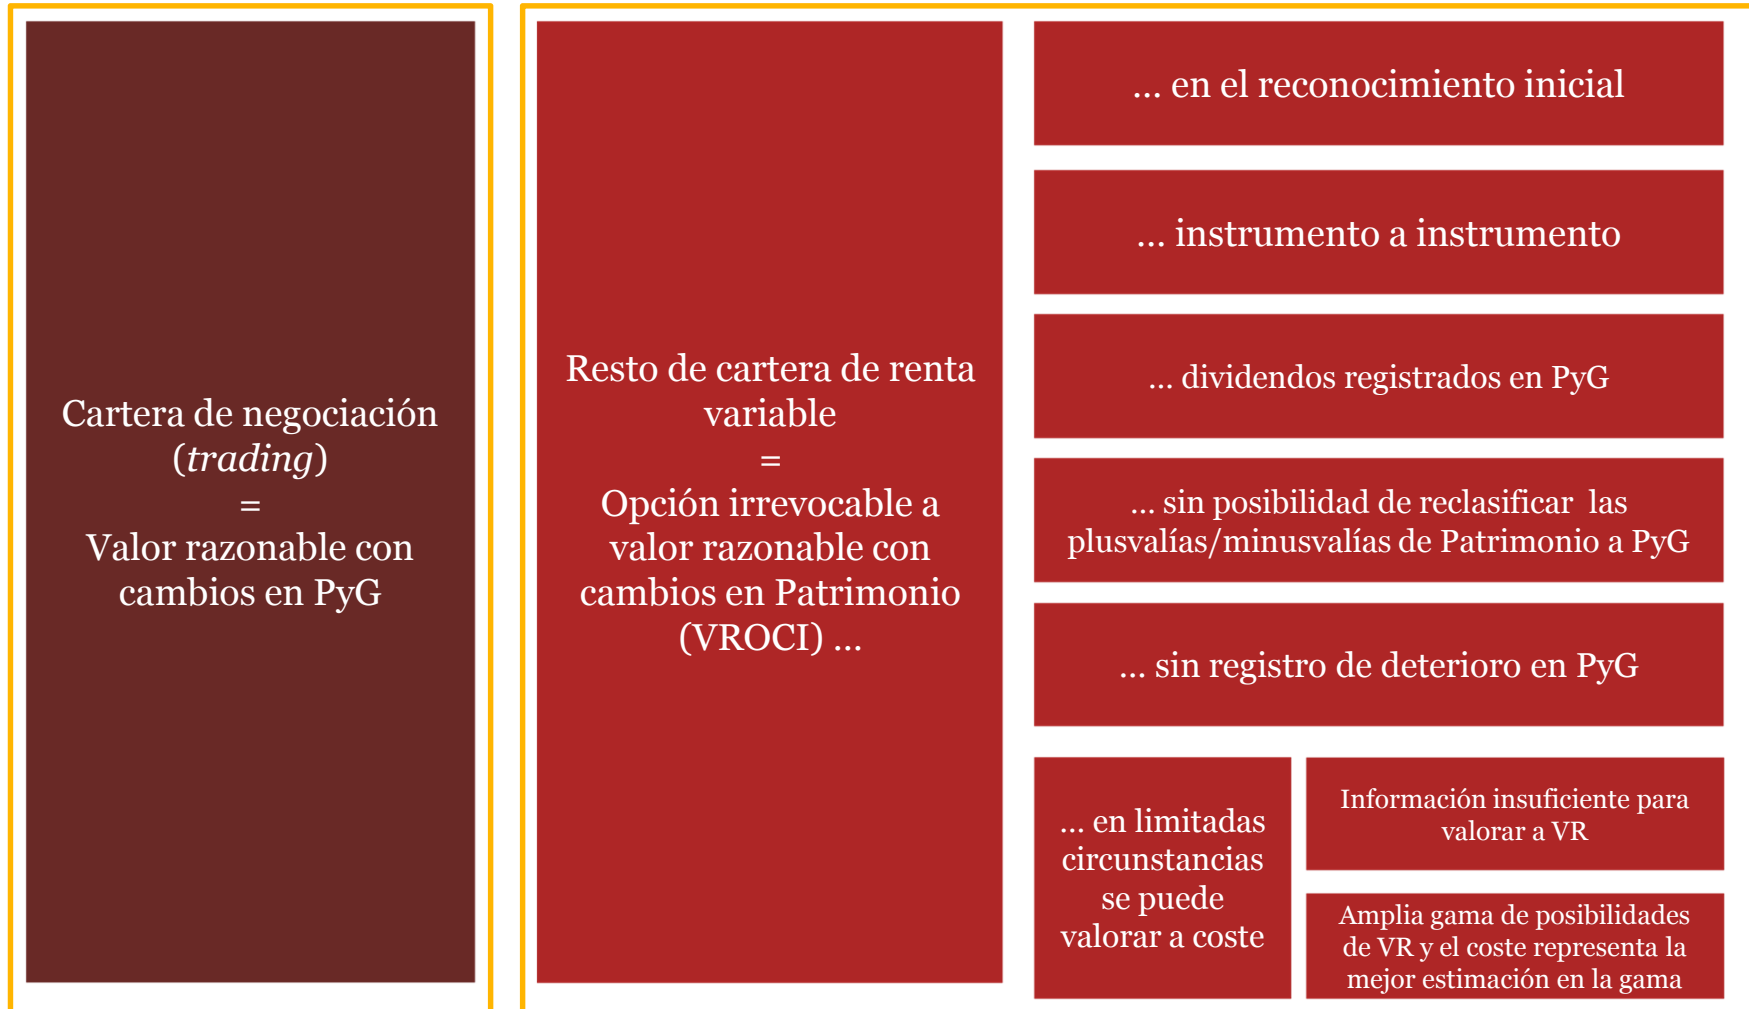 Cartera de negociación
(trading)
=
Valor razonable con
cambios en PyG
Resto de cartera de renta
variable
=
Opción irrevocable a
valor razonable con
cambios en Patrimonio
(VROCI) ...
... en el reconocimiento inicial
... instrumento a instrumento
... dividendos registrados en PyG
... sin posibilidad de reclasificar las
plusvalías/minusvalías de Patrimonio a PyG
... sin registro de deterioro en PyG
... en limitadas
circunstancias
se puede
valorar a coste
Información insuficiente para
valorar a VR
Amplia gama de posibilidades
de VR y el coste representa la
mejor estimación en la gama